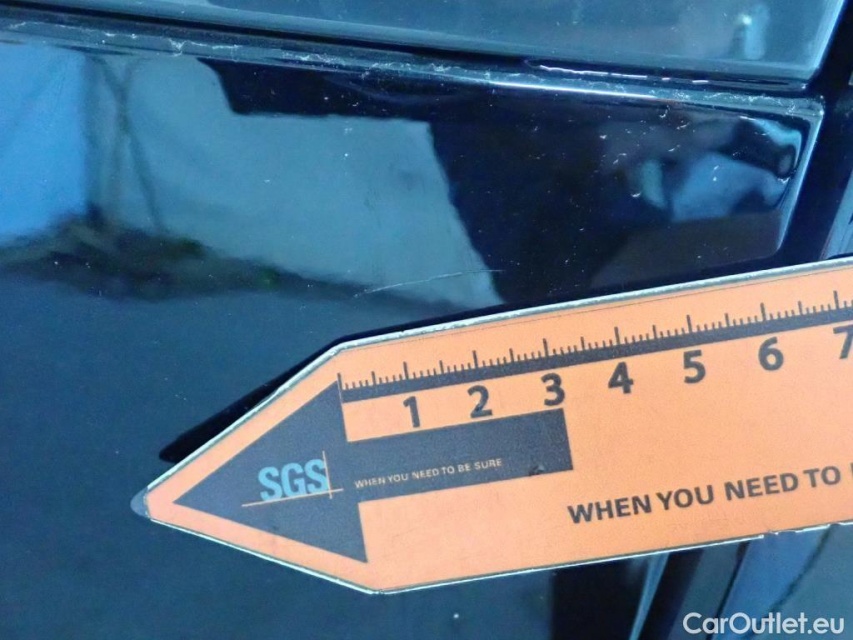 1 2 3 4 5 6 7
SGS
WHEN YOU NEED TO BE SURE
WHEN YOU NEED TO
CarOutlet.eu